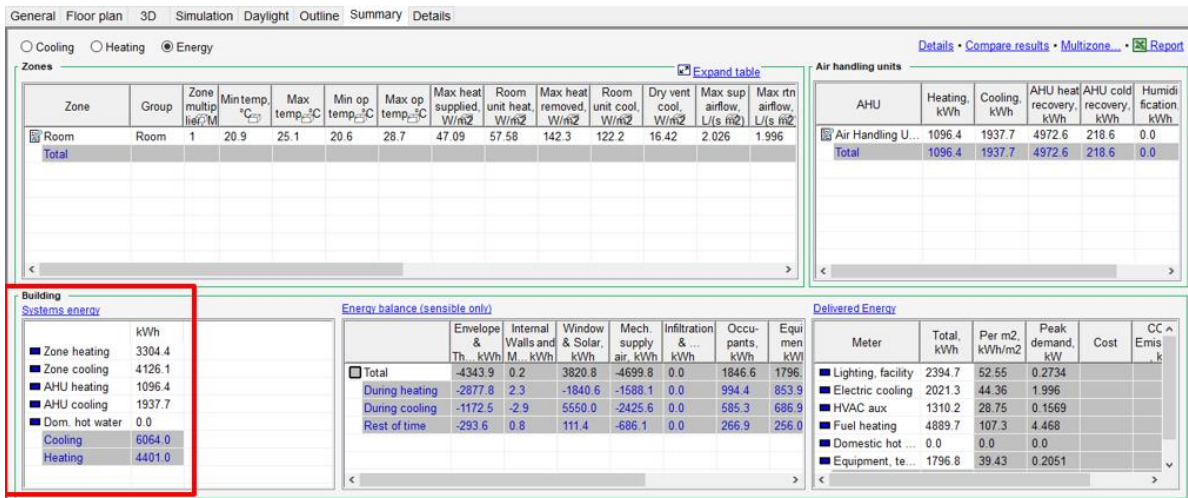 General Floor plan 3D Simulation Daylight Outline Summary Details
Cooling Heating Energy Details • Compare results • Multizone... • Report
Zones Expand table Air handling units
Zone Group Zone multip lier, M Min temp, °C Max temp, °C Min op temp, °C Max op temp, °C Max heat supplied, W/m2 Room unit heat, W/m2 Max heat removed, W/m2 Room unit cool, W/m2 Dry vent cool, W/m2 Max sup airflow, L/(s m2) Max rtn airflow, L/(s m2)
AHU Heating, kWh Cooling, kWh AHU heat recovery, kWh AHU cold recovery, kWh Humidi fication, kWh
Room Room 1 20.9 25.1 20.6 28.7 47.09 57.58 142.3 122.2 16.42 2.026 1.996
Total
Air Handling U... 1096.4 1937.7 4972.6 218.6 0.0
Total 1096.4 1937.7 4972.6 218.6 0.0
Building
Systems energy
kWh
Zone heating 3304.4
Zone cooling 4126.1
AHU heating 1096.4
AHU cooling 1937.7
Dom. hot water 0.0
Cooling 6064.0
Heating 4401.0
Energy balance (sensible only)
Envelope & Th... kWh Internal Walls and M... kWh Window & Solar, kWh Mech. supply air, kWh Infiltration & ... kWh Occu- pants, kWh Equi men kWl
Total -4343.9 0.2 3820.8 -4699.8 0.0 1846.6 1796.
During heating -2877.8 2.3 -1840.6 -1588.1 0.0 994.4 853.9
During cooling -1172.5 -2.9 5550.0 -2425.6 0.0 585.3 686.9
Rest of time -293.6 0.8 111.4 -686.1 0.0 266.9 256.0
Delivered Energy
Meter Total, kWh Per m2, kWh/m2 Peak demand, kW Cost CC Emis
Lighting, facility 2394.7 52.55 0.2734
Electric cooling 2021.3 44.36 1.996
HVAC aux 1310.2 28.75 0.1569
Fuel heating 4889.7 107.3 4.468
Domestic hot ... 0.0 0.0 0.0
Equipment, te... 1796.8 39.43 0.2051